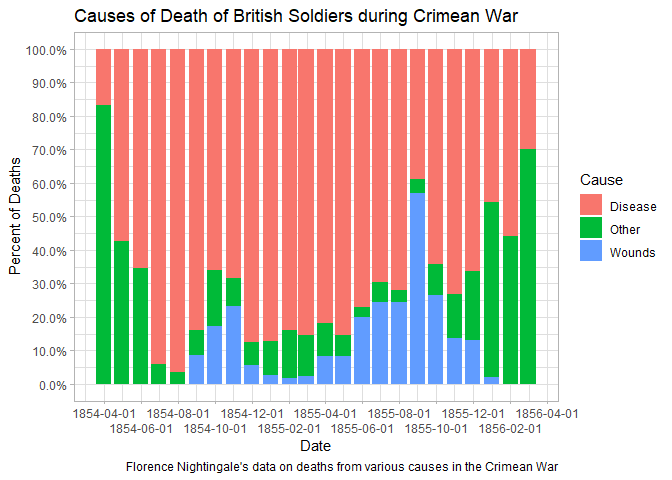 Causes of Death of British Soldiers during Crimean War
Percent of Deaths
100.0%
90.0%
80.0%
70.0%
60.0%
50.0%
40.0%
30.0%
20.0%
10.0%
0.0%
Cause
Disease
Other
Wounds
1854-04-01 1854-08-01 1854-12-01 1855-04-01 1855-08-01 1855-12-01 1856-04-01
1854-06-01 1854-10-01 1855-02-01 1855-06-01 1855-10-01 1856-02-01
Date
Florence Nightingale's data on deaths from various causes in the Crimean War